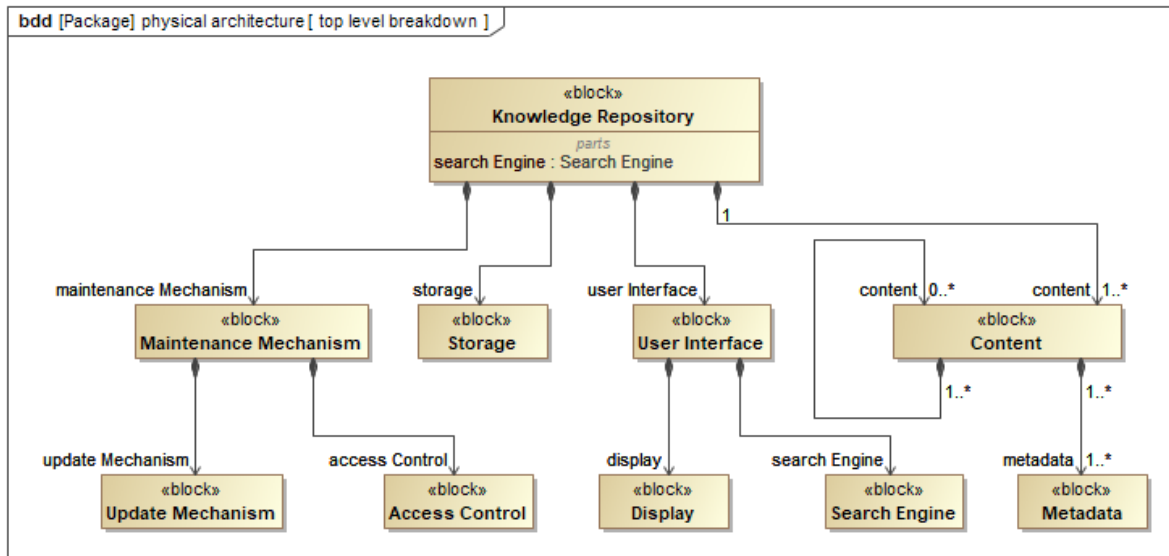 bdd [Package] physical architecture [ top level breakdown ]
«block»
Knowledge Repository
parts
search Engine : Search Engine
1
maintenance Mechanism
storage
user Interface
content
0..*
content
1..*
«block»
Maintenance Mechanism
«block»
Storage
«block»
User Interface
«block»
Content
1..*
1..*
update Mechanism
access Control
display
search Engine
metadata
1..*
«block»
Update Mechanism
«block»
Access Control
«block»
Display
«block»
Search Engine
«block»
Metadata